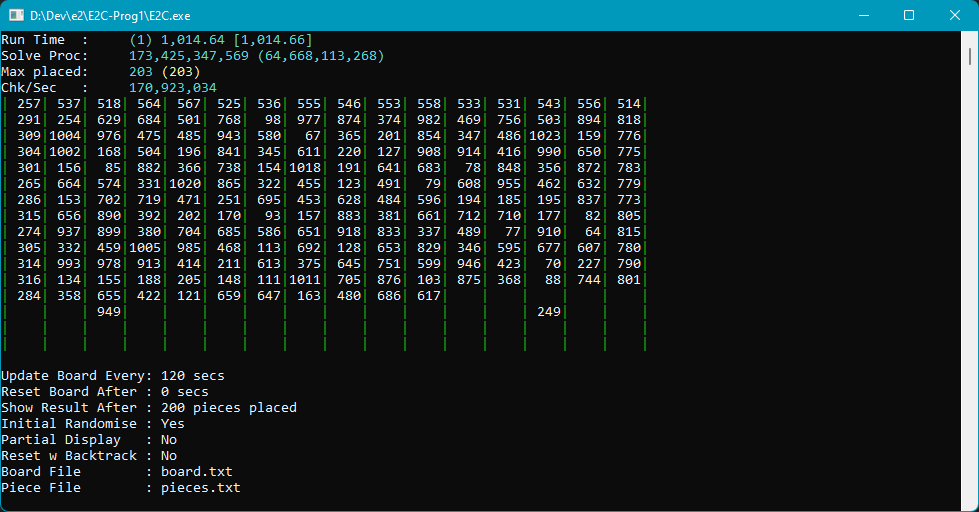 D:\Dev\e2\E2C-Prog1\E2C.exe
Run Time  :     (1) 1,014.64 [1,014.66]
Solve Proc:     173,425,347,569 (64,668,113,268)
Max placed:     203 (203)
Chk/Sec   :     170,923,034
| 257| 537| 518| 564| 567| 525| 536| 555| 546| 553| 558| 533| 531| 543| 556| 514|
| 291| 254| 629| 684| 501| 768|  98| 977| 874| 374| 982| 469| 756| 503| 894| 818|
| 309|1004| 976| 475| 485| 943| 580|  67| 365| 201| 854| 347| 486|1023| 159| 776|
| 304|1002| 168| 504| 196| 841| 345| 611| 220| 127| 908| 914| 416| 990| 650| 775|
| 301| 156|  85| 882| 366| 738| 154|1018| 191| 641| 683|  78| 848| 356| 872| 783|
| 265| 664| 574| 331|1020| 865| 322| 455| 123| 491|  79| 608| 955| 462| 632| 779|
| 286| 153| 702| 719| 471| 251| 695| 453| 628| 484| 596| 194| 185| 195| 837| 773|
| 315| 656| 890| 392| 202| 170|  93| 157| 883| 381| 661| 712| 710| 177|  82| 805|
| 274| 937| 899| 380| 704| 685| 586| 651| 918| 833| 337| 489|  77| 910|  64| 815|
| 305| 332| 459|1005| 985| 468| 113| 692| 128| 653| 829| 346| 595| 677| 607| 780|
| 314| 993| 978| 913| 414| 211| 613| 375| 645| 751| 599| 946| 423|  70| 227| 790|
| 316| 134| 155| 188| 205| 148| 111|1011| 705| 876| 103| 875| 368|  88| 744| 801|
| 284| 358| 655| 422| 121| 659| 647| 163| 480| 686| 617|    |    |    |    |    |
|    |    | 949|    |    |    |    |    |    |    |    |    |    | 249|    |    |
|    |    |    |    |    |    |    |    |    |    |    |    |    |    |    |    |
|    |    |    |    |    |    |    |    |    |    |    |    |    |    |    |    |
Update Board Every: 120 secs
Reset Board After : 0 secs
Show Result After : 200 pieces placed
Initial Randomise : Yes
Partial Display   : No
Reset w Backtrack : No
Board File        : board.txt
Piece File        : pieces.txt